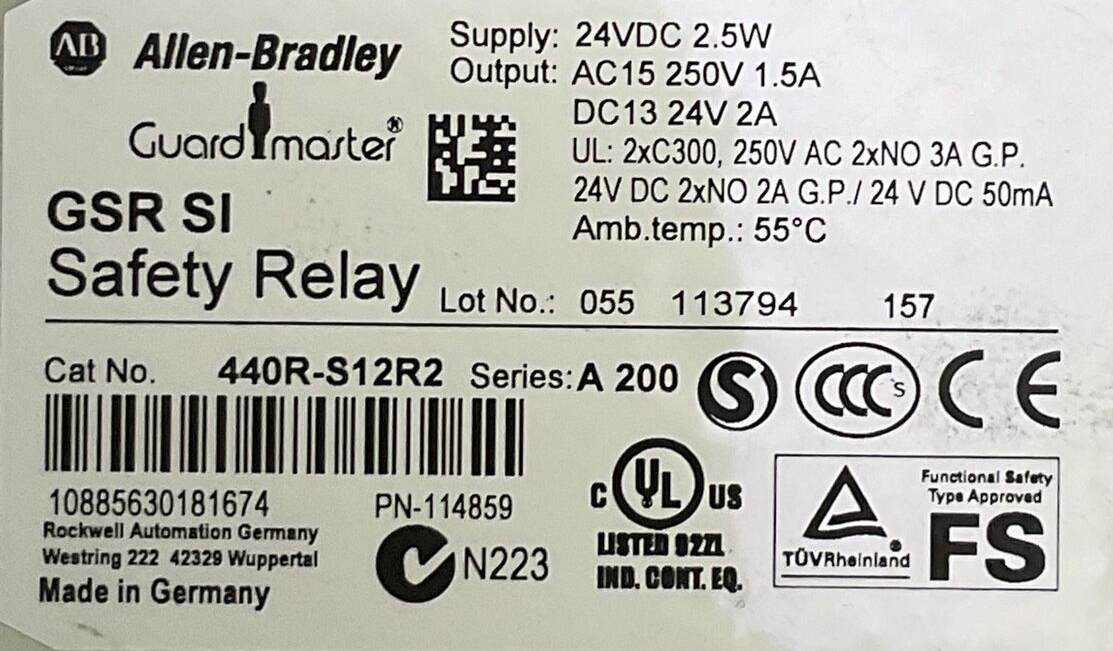 AB Allen-Bradley
Guardmaster®
GSR SI
Safety Relay
Supply: 24VDC 2.5W
Output: AC15 250V 1.5A
DC13 24V 2A
UL: 2xC300, 250V AC 2xNO 3A G.P.
24V DC 2xNO 2A G.P./ 24 V DC 50mA
Amb.temp.: 55°C
Lot No.: 055 113794 157
Cat No. 440R-S12R2 Series: A 200
10885630181674 PN-114859
Rockwell Automation Germany
Westring 222 42329 Wuppertal
Made in Germany
N223
S
CCC S
CE
C UL US
LISTED 82ZL
IND. CONT. EQ.
TÜVRheinland®
Functional Safety
Type Approved
FS